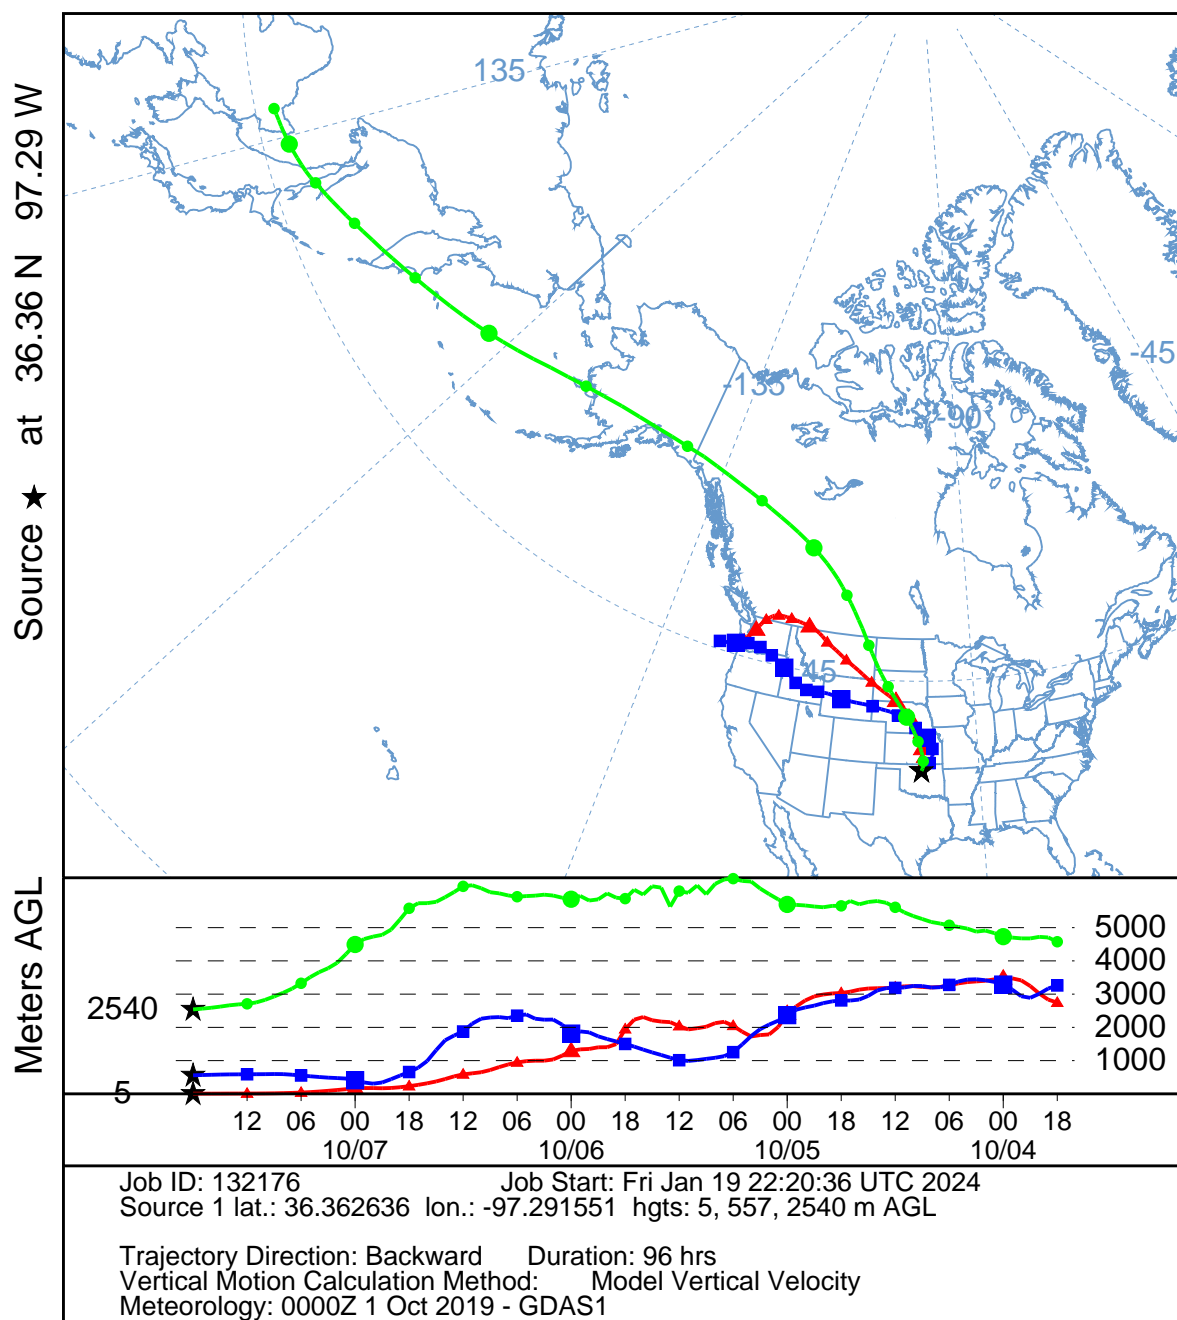 Source ★ at 36.36 N 97.29 W
135
-45
-135
-90
45
Meters AGL
2540
5
5000
4000
3000
2000
1000
12 06 00 18 12 06 00 18 12 06 00 18 12 06 00 18
10/07 10/06 10/05 10/04
Job ID: 132176 Job Start: Fri Jan 19 22:20:36 UTC 2024
Source 1 lat.: 36.362636 lon.: -97.291551 hgts: 5, 557, 2540 m AGL
Trajectory Direction: Backward Duration: 96 hrs
Vertical Motion Calculation Method: Model Vertical Velocity
Meteorology: 0000Z 1 Oct 2019 - GDAS1